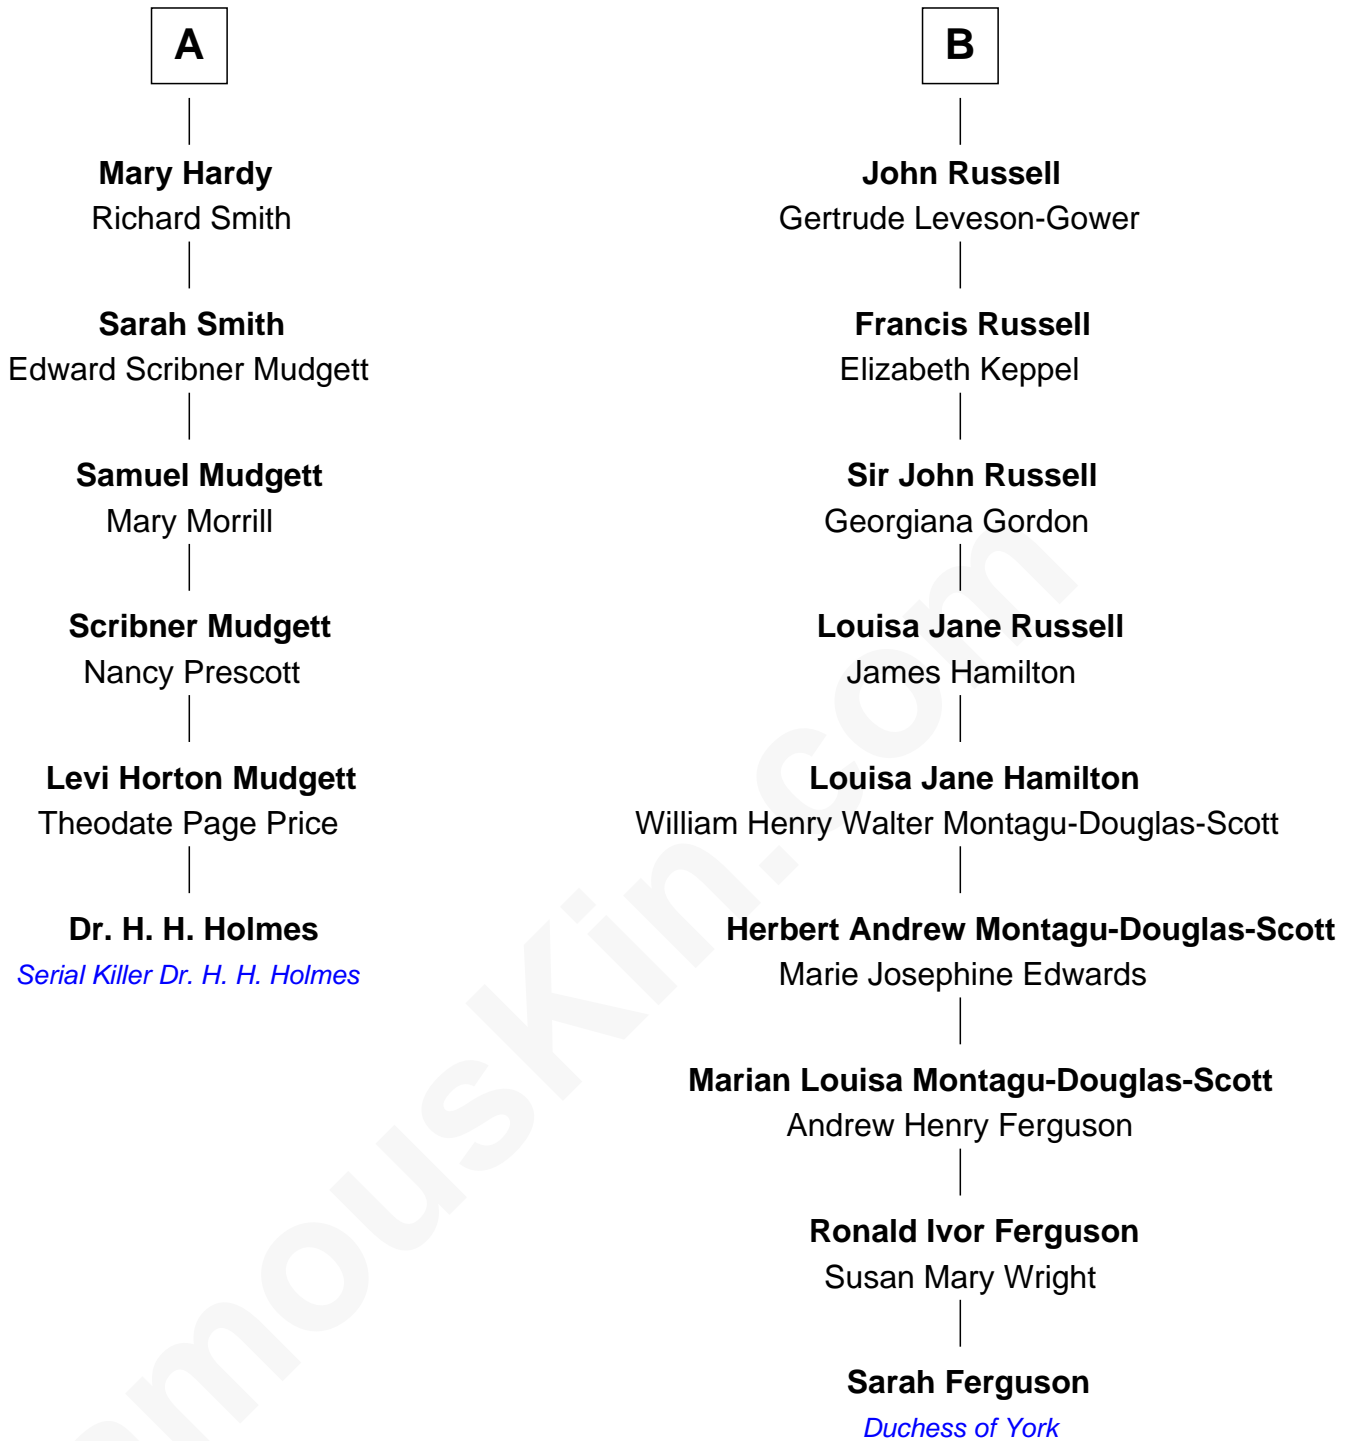 A
Mary Hardy
Richard Smith
Sarah Smith
Edward Scribner Mudgett
Samuel Mudgett
Mary Morrill
Scribner Mudgett
Nancy Prescott
Levi Horton Mudgett
Theodate Page Price
Dr. H. H. Holmes
Serial Killer Dr. H. H. Holmes
B
John Russell
Gertrude Leveson-Gower
Francis Russell
Elizabeth Keppel
Sir John Russell
Georgiana Gordon
Louisa Jane Russell
James Hamilton
Louisa Jane Hamilton
William Henry Walter Montagu-Douglas-Scott
Herbert Andrew Montagu-Douglas-Scott
Marie Josephine Edwards
Marian Louisa Montagu-Douglas-Scott
Andrew Henry Ferguson
Ronald Ivor Ferguson
Susan Mary Wright
Sarah Ferguson
Duchess of York
amousKin.com